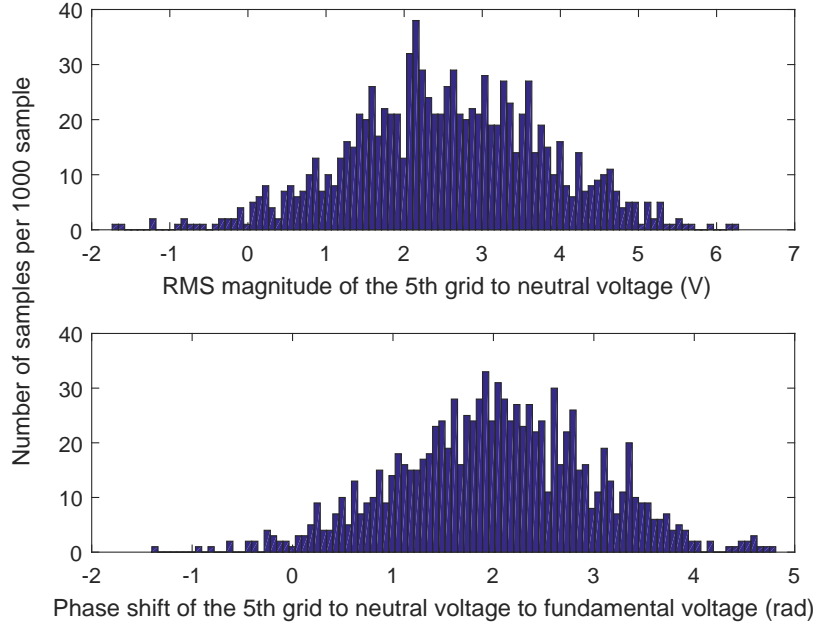 40
30
20
10
0
-2 -1 0 1 2 3 4 5 6 7
RMS magnitude of the 5th grid to neutral voltage (V)
Number of samples per 1000 sample
40
30
20
10
0
-2 -1 0 1 2 3 4 5
Phase shift of the 5th grid to neutral voltage to fundamental voltage (rad)